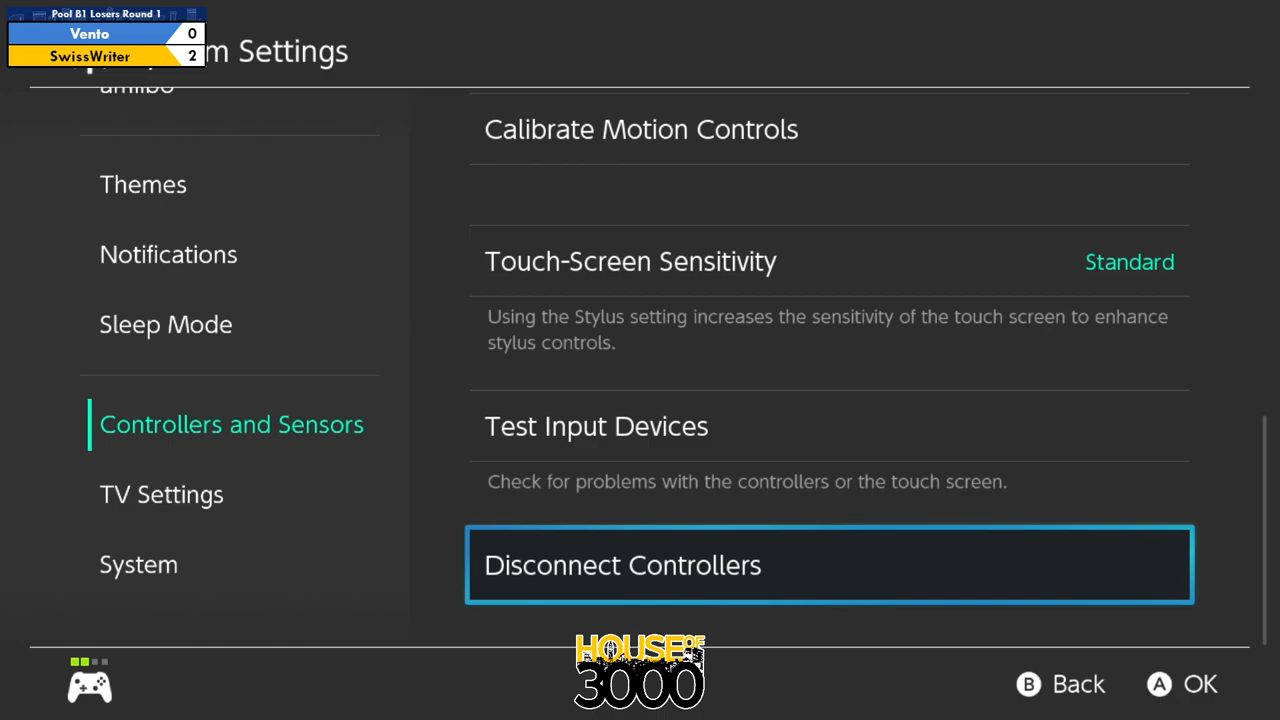 Pool B1 Losers Round 1
Vento 0
SwissWriter 2
m Settings
amiibo
Themes
Notifications
Sleep Mode
Controllers and Sensors
TV Settings
System
Calibrate Motion Controls
Touch-Screen Sensitivity Standard
Using the Stylus setting increases the sensitivity of the touch screen to enhance
stylus controls.
Test Input Devices
Check for problems with the controllers or the touch screen.
Disconnect Controllers
HOUSE OF
3000
B Back A OK